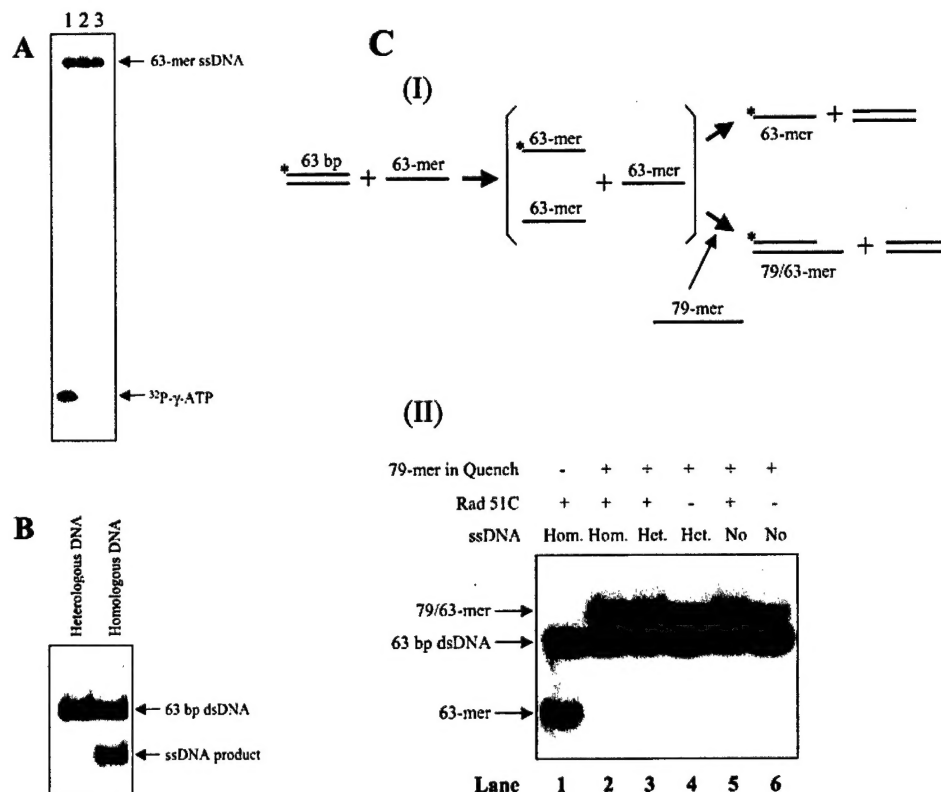 A
1 2 3
63-mer ssDNA
32P-γ-ATP
B
Heterologous DNA
Homologous DNA
63 bp dsDNA
ssDNA product
C
(I)
* 63 bp + 63-mer
* 63-mer
63-mer
+ 63-mer
* 63-mer +
* 79/63-mer +
79-mer
(II)
79-mer in Quench - + + + + +
Rad 51C + + + - + -
ssDNA Hom. Hom. Het. Het. No No
79/63-mer
63 bp dsDNA
63-mer
Lane 1 2 3 4 5 6